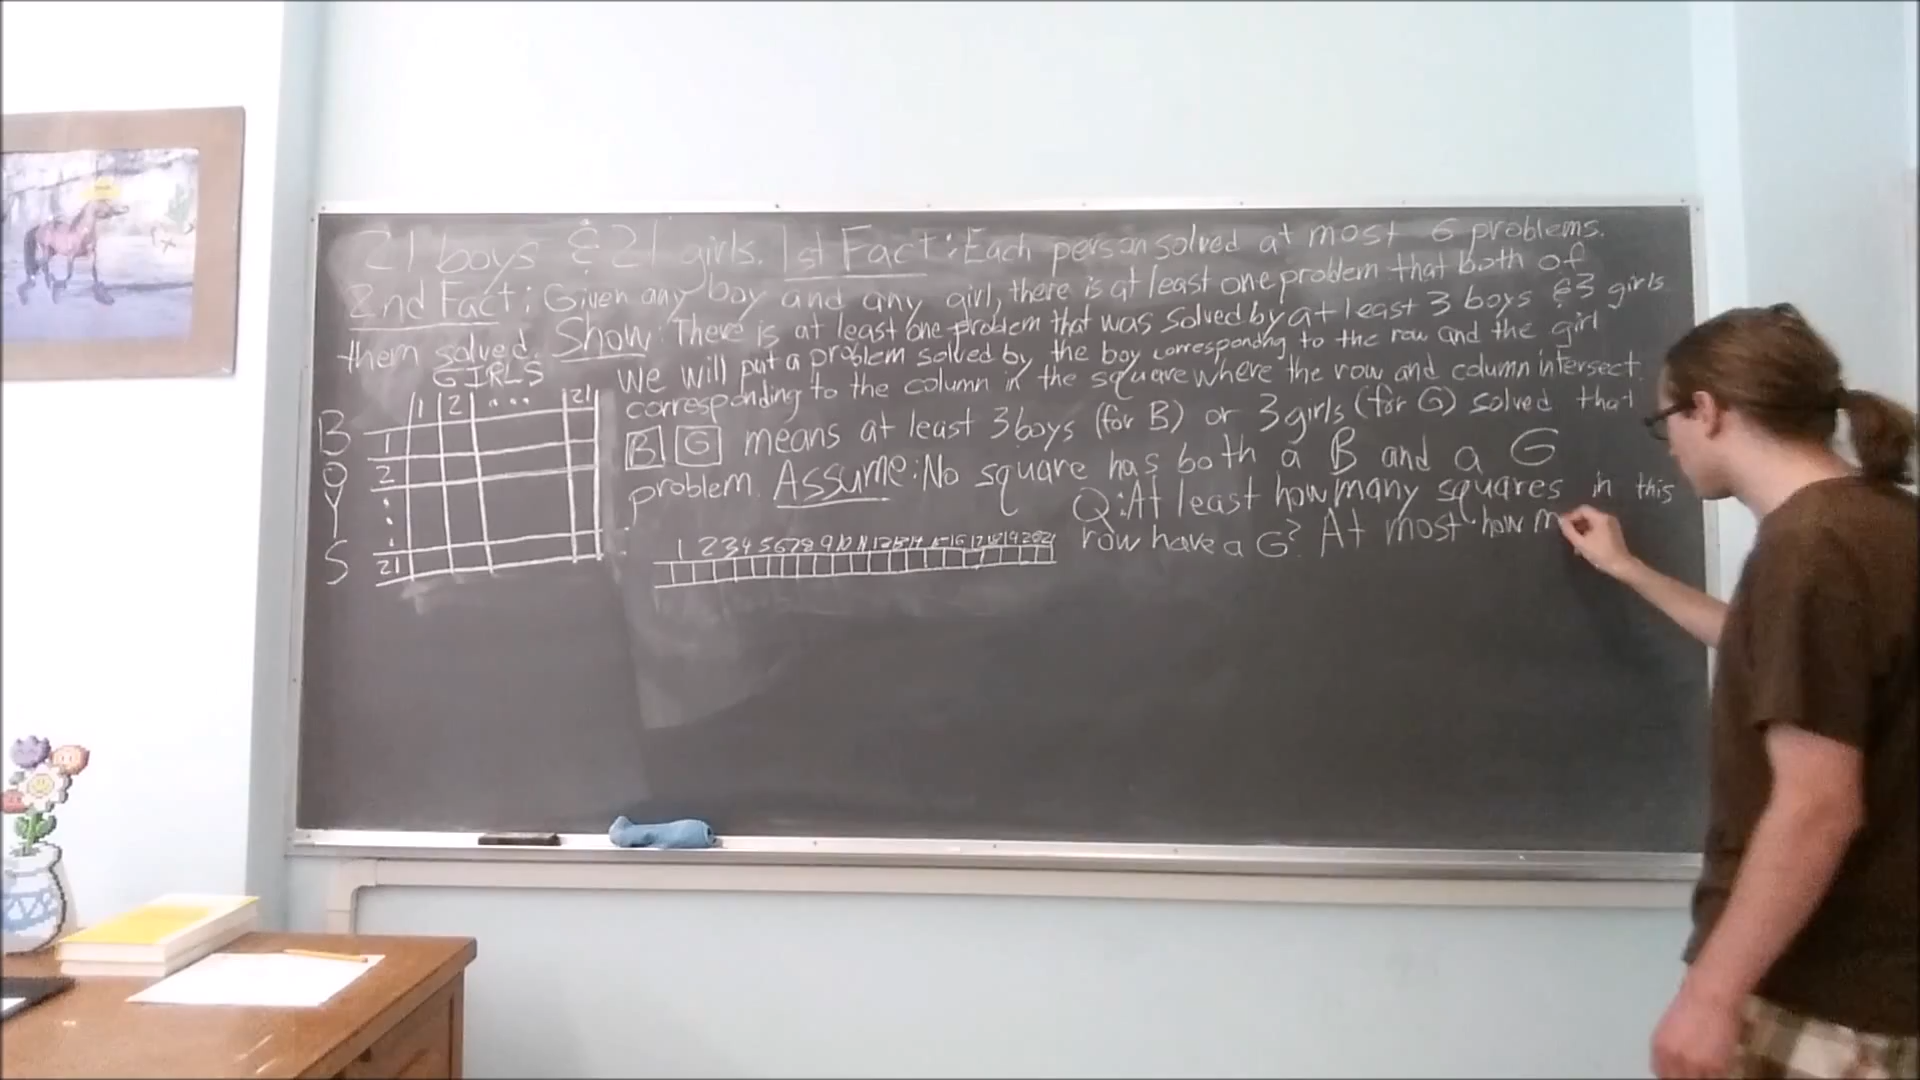 21 boys & 21 girls. 1st Fact: Each person solved at most 6 problems.
2nd Fact: Given any boy and any girl, there is at least one problem that both of
them solved. Show: There is at least one problem that was solved by at least 3 boys & 3 girls
We will put a problem solved by the boy corresponding to the row and the girl
corresponding to the column in the square where the row and column intersect.
B G means at least 3 boys (for B) or 3 girls (for G) solved that
problem. Assume: No square has both a B and a G
Q: At least how many squares in this
row have a G? At most how m
GIRLS
1 2 ... 21
B
O
Y
S
1
2
21
1 2 3 4 5 6 7 8 9 10 11 12 13 14 15 16 17 18 19 20 21